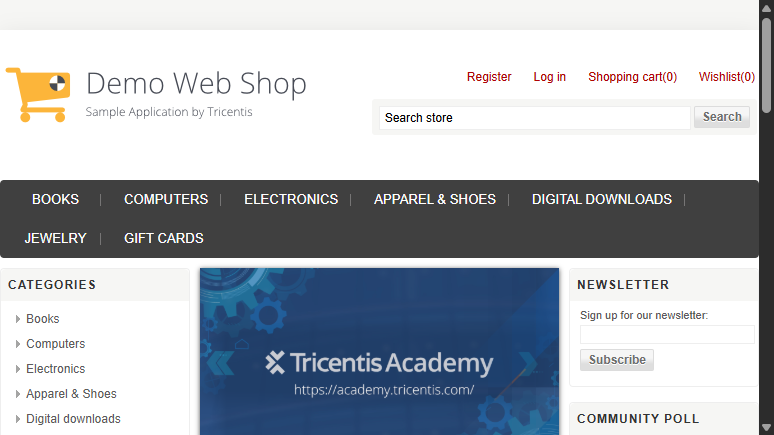 Demo Web Shop
Sample Application by Tricentis
Register Log in Shopping cart(0) Wishlist(0)
Search store Search
BOOKS COMPUTERS ELECTRONICS APPAREL & SHOES DIGITAL DOWNLOADS
JEWELRY GIFT CARDS
CATEGORIES
Books
Computers
Electronics
Apparel & Shoes
Digital downloads
Tricentis Academy
https://academy.tricentis.com/
NEWSLETTER
Sign up for our newsletter:
Subscribe
COMMUNITY POLL